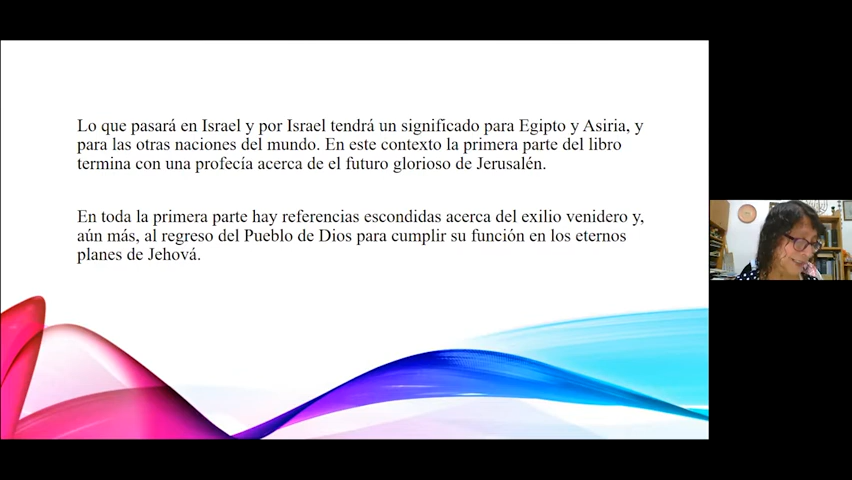 Lo que pasará en Israel y por Israel tendrá un significado para Egipto y Asiria, y
para las otras naciones del mundo. En este contexto la primera parte del libro
termina con una profecía acerca de el futuro glorioso de Jerusalén.
En toda la primera parte hay referencias escondidas acerca del exilio venidero y,
aún más, al regreso del Pueblo de Dios para cumplir su función en los eternos
planes de Jehová.